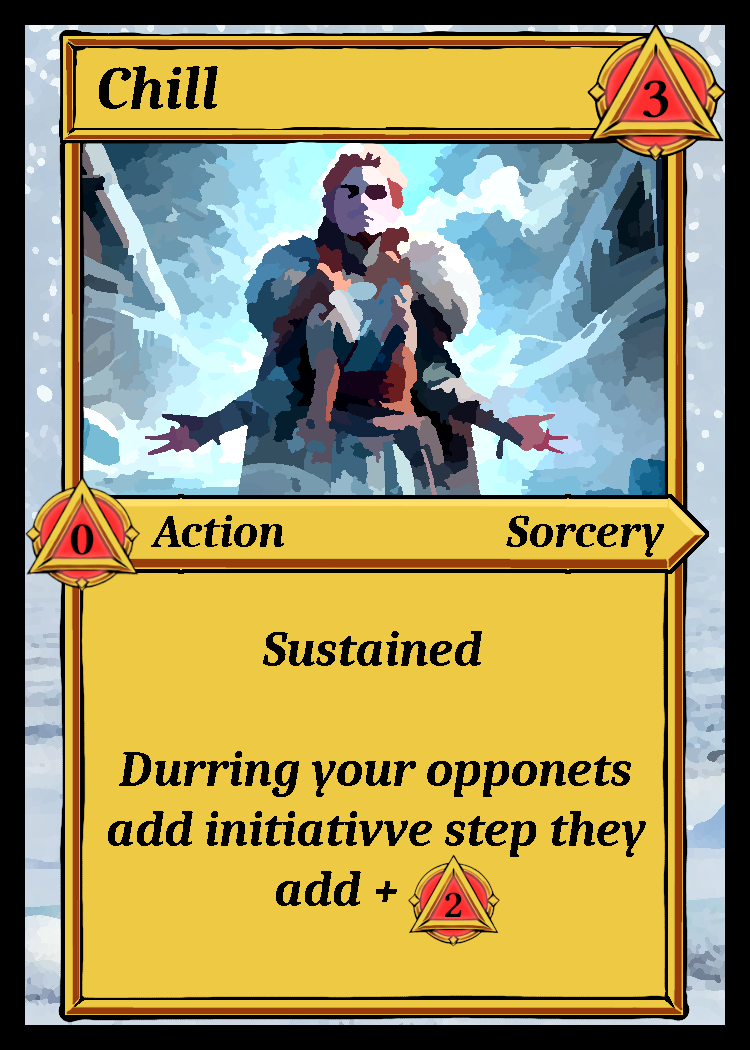 Chill 3
0 Action Sorcery
Sustained
Durring your opponets
add initiativve step they
add + 2